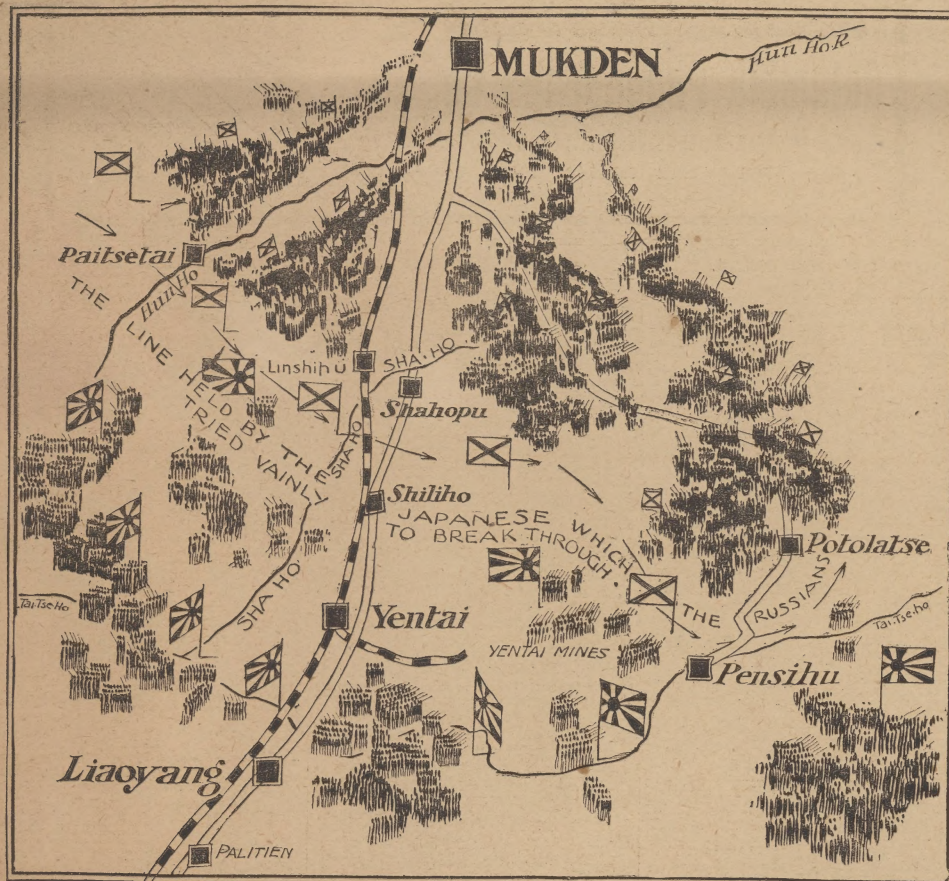 MUKDEN
Hun Ho.R
Paitsetai
Hun Ho
THE LINE HELD BY THE JAPANESE WHICH THE RUSSIANS
TRIED VAINLY TO BREAK THROUGH.
Linshihu
SHA-HO
Shahopu
SHA HO
Shiliho
Potolatse
SHA HO
Tai.Tse.Ho
Yentai
Tai.Tse.ho
YENTAI MINES
Pensihu
Liaoyang
PALITIEN